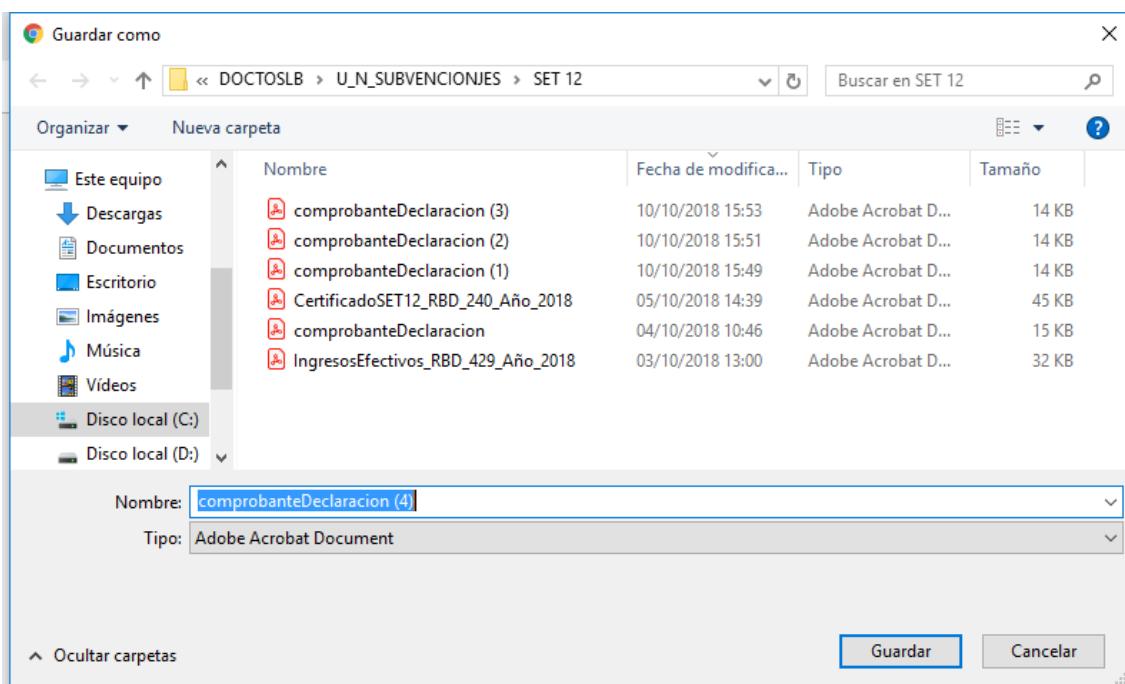 Guardar como
« DOCTOSLB › U_N_SUBVENCIONJES › SET 12
Buscar en SET 12
Organizar Nueva carpeta
Este equipo
Descargas
Documentos
Escritorio
Imágenes
Música
Vídeos
Disco local (C:)
Disco local (D:)
Nombre Fecha de modifica... Tipo Tamaño
comprobanteDeclaracion (3) 10/10/2018 15:53 Adobe Acrobat D... 14 KB
comprobanteDeclaracion (2) 10/10/2018 15:51 Adobe Acrobat D... 14 KB
comprobanteDeclaracion (1) 10/10/2018 15:49 Adobe Acrobat D... 14 KB
CertificadoSET12_RBD_240_Año_2018 05/10/2018 14:39 Adobe Acrobat D... 45 KB
comprobanteDeclaracion 04/10/2018 10:46 Adobe Acrobat D... 15 KB
IngresosEfectivos_RBD_429_Año_2018 03/10/2018 13:00 Adobe Acrobat D... 32 KB
Nombre: comprobanteDeclaracion (4)
Tipo: Adobe Acrobat Document
Ocultar carpetas
Guardar Cancelar